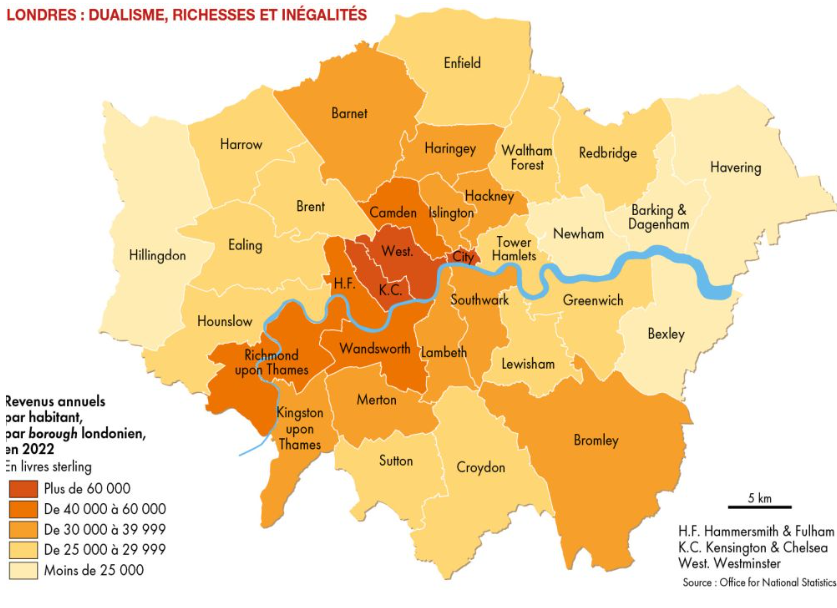 LONDRES : DUALISME, RICHESSES ET INÉGALITÉS
Enfield
Barnet
Harrow
Haringey
Waltham
Forest
Redbridge
Havering
Hackney
Brent
Camden
Islington
Barking &
Dagenham
Newham
Hillingdon
Ealing
West.
City
Tower
Hamlets
H.F.
K.C.
Southwark
Greenwich
Hounslow
Bexley
Richmond
upon Thames
Wandsworth
Lambeth
Lewisham
Merton
Kingston
upon
Thames
Bromley
Sutton
Croydon
Revenus annuels
par habitant,
par borough londonien,
en 2022
En livres sterling
Plus de 60 000
De 40 000 à 60 000
De 30 000 à 39 999
De 25 000 à 29 999
Moins de 25 000
5 km
H.F. Hammersmith & Fulham
K.C. Kensington & Chelsea
West. Westminster
Source : Office for National Statistics